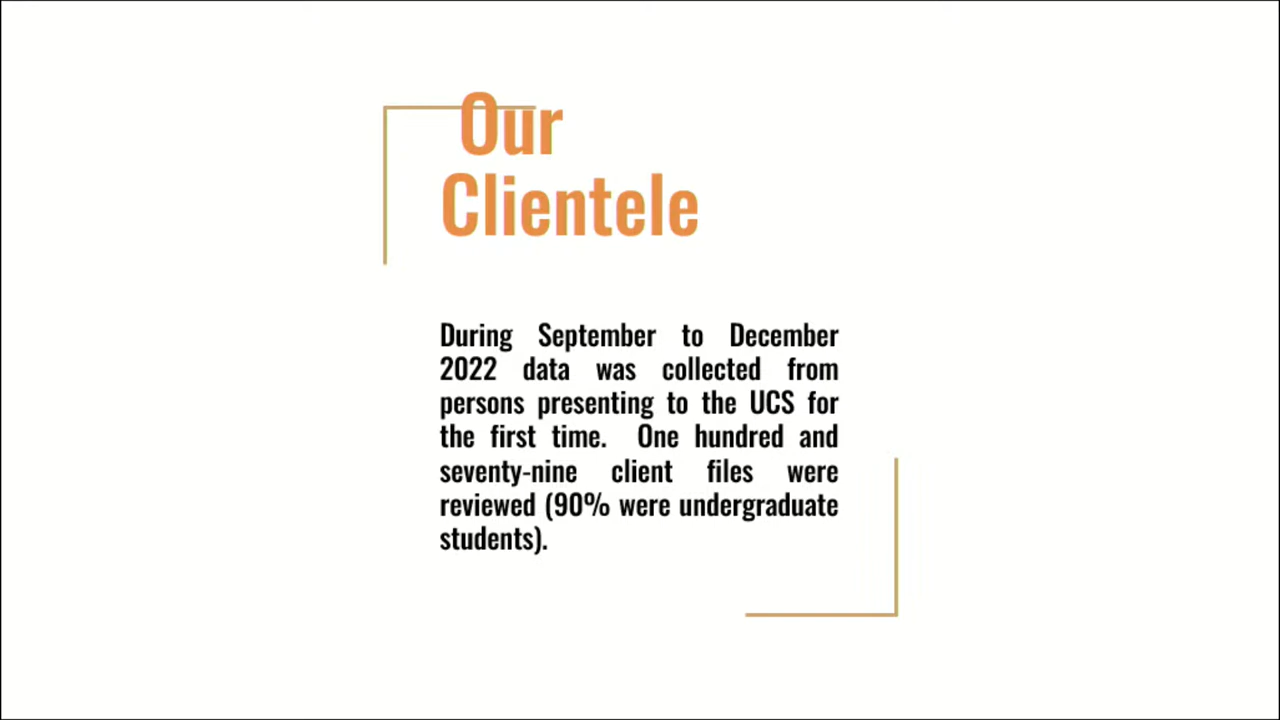 Our
Clientele
During September to December
2022 data was collected from
persons presenting to the UCS for
the first time. One hundred and
seventy-nine client files were
reviewed (90% were undergraduate
students).